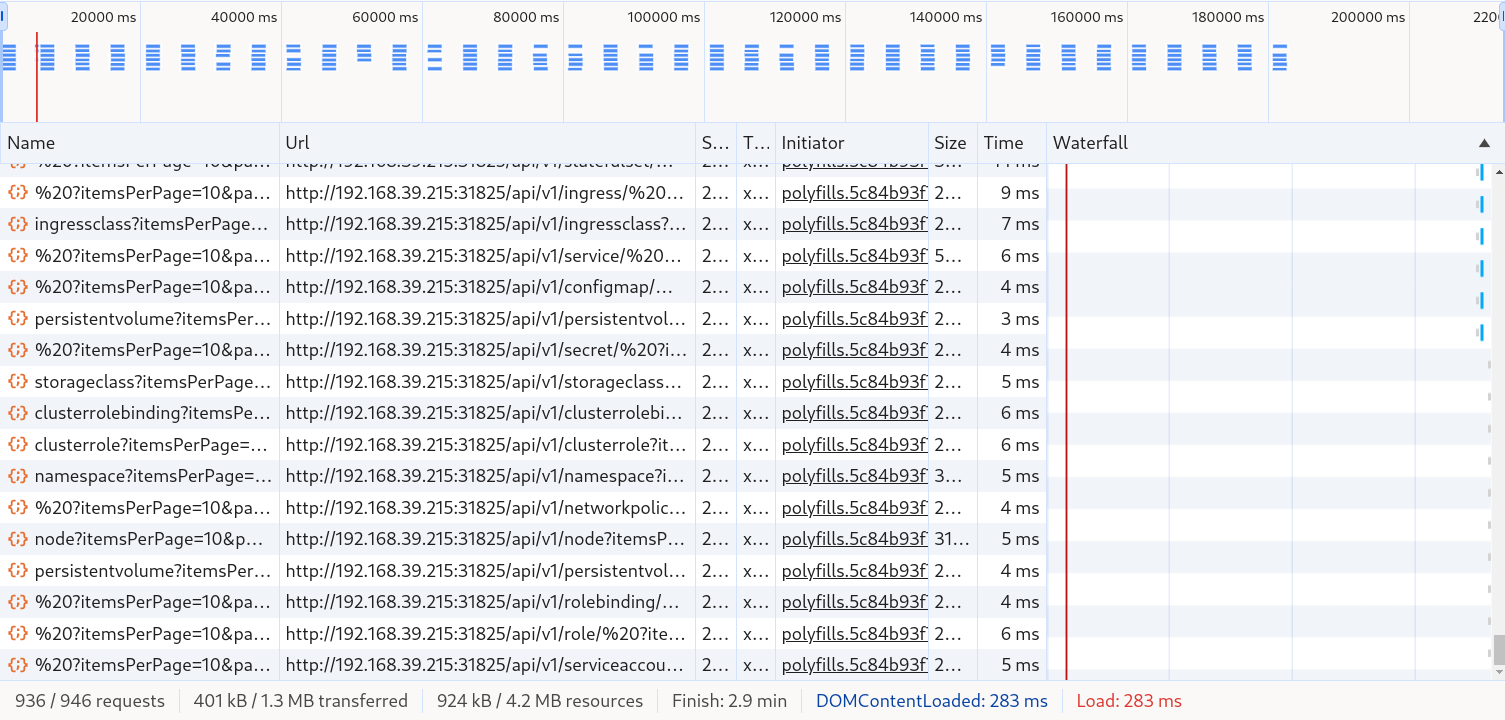 20000 ms 40000 ms 60000 ms 80000 ms 100000 ms 120000 ms 140000 ms 160000 ms 180000 ms 200000 ms 220
Name Url S... T... Initiator Size Time Waterfall
%20?itemsPerPage=10&pa... http://192.168.39.215:31825/api/v1/ingress/%20... 2... x... polyfills.5c84b93f 2... 9 ms
ingressclass?itemsPerPage... http://192.168.39.215:31825/api/v1/ingressclass?... 2... x... polyfills.5c84b93f 2... 7 ms
%20?itemsPerPage=10&pa... http://192.168.39.215:31825/api/v1/service/%20... 2... x... polyfills.5c84b93f 5... 6 ms
%20?itemsPerPage=10&pa... http://192.168.39.215:31825/api/v1/configmap/... 2... x... polyfills.5c84b93f 2... 4 ms
persistentvolume?itemsPer... http://192.168.39.215:31825/api/v1/persistentvol... 2... x... polyfills.5c84b93f 2... 3 ms
%20?itemsPerPage=10&pa... http://192.168.39.215:31825/api/v1/secret/%20?i... 2... x... polyfills.5c84b93f 2... 4 ms
storageclass?itemsPerPage... http://192.168.39.215:31825/api/v1/storageclass... 2... x... polyfills.5c84b93f 2... 5 ms
clusterrolebinding?itemsPe... http://192.168.39.215:31825/api/v1/clusterrolebi... 2... x... polyfills.5c84b93f 2... 6 ms
clusterrole?itemsPerPage=... http://192.168.39.215:31825/api/v1/clusterrole?it... 2... x... polyfills.5c84b93f 2... 6 ms
namespace?itemsPerPage=... http://192.168.39.215:31825/api/v1/namespace?i... 2... x... polyfills.5c84b93f 3... 5 ms
%20?itemsPerPage=10&pa... http://192.168.39.215:31825/api/v1/networkpolic... 2... x... polyfills.5c84b93f 2... 4 ms
node?itemsPerPage=10&p... http://192.168.39.215:31825/api/v1/node?itemsP... 2... x... polyfills.5c84b93f 31... 5 ms
persistentvolume?itemsPer... http://192.168.39.215:31825/api/v1/persistentvol... 2... x... polyfills.5c84b93f 2... 4 ms
%20?itemsPerPage=10&pa... http://192.168.39.215:31825/api/v1/rolebinding/... 2... x... polyfills.5c84b93f 2... 4 ms
%20?itemsPerPage=10&pa... http://192.168.39.215:31825/api/v1/role/%20?ite... 2... x... polyfills.5c84b93f 2... 6 ms
%20?itemsPerPage=10&pa... http://192.168.39.215:31825/api/v1/serviceaccou... 2... x... polyfills.5c84b93f 2... 5 ms
936 / 946 requests 401 kB / 1.3 MB transferred 924 kB / 4.2 MB resources Finish: 2.9 min DOMContentLoaded: 283 ms Load: 283 ms